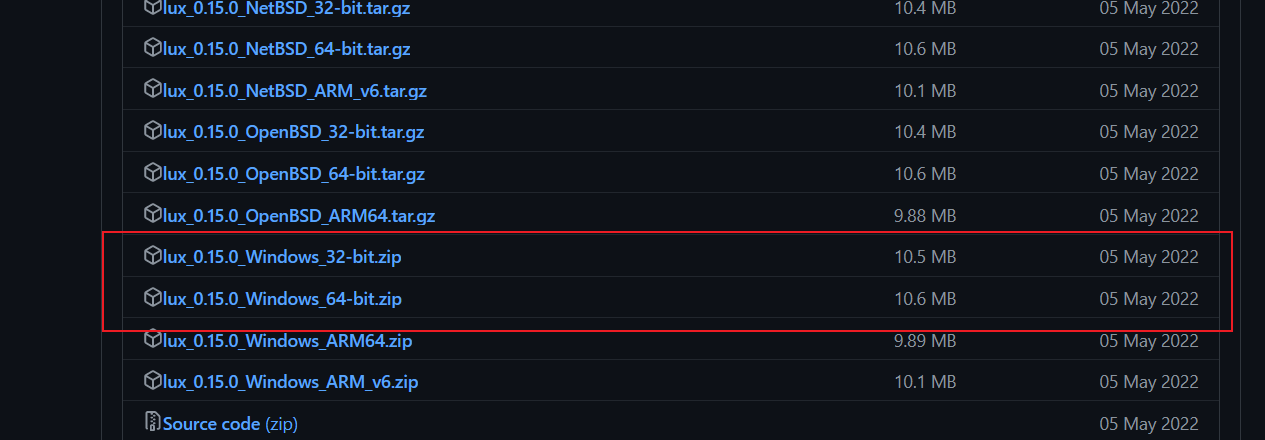 lux_0.15.0_NetBSD_32-bit.tar.gz 10.4 MB 05 May 2022
lux_0.15.0_NetBSD_64-bit.tar.gz 10.6 MB 05 May 2022
lux_0.15.0_NetBSD_ARM_v6.tar.gz 10.1 MB 05 May 2022
lux_0.15.0_OpenBSD_32-bit.tar.gz 10.4 MB 05 May 2022
lux_0.15.0_OpenBSD_64-bit.tar.gz 10.6 MB 05 May 2022
lux_0.15.0_OpenBSD_ARM64.tar.gz 9.88 MB 05 May 2022
lux_0.15.0_Windows_32-bit.zip 10.5 MB 05 May 2022
lux_0.15.0_Windows_64-bit.zip 10.6 MB 05 May 2022
lux_0.15.0_Windows_ARM64.zip 9.89 MB 05 May 2022
lux_0.15.0_Windows_ARM_v6.zip 10.1 MB 05 May 2022
Source code (zip) 05 May 2022